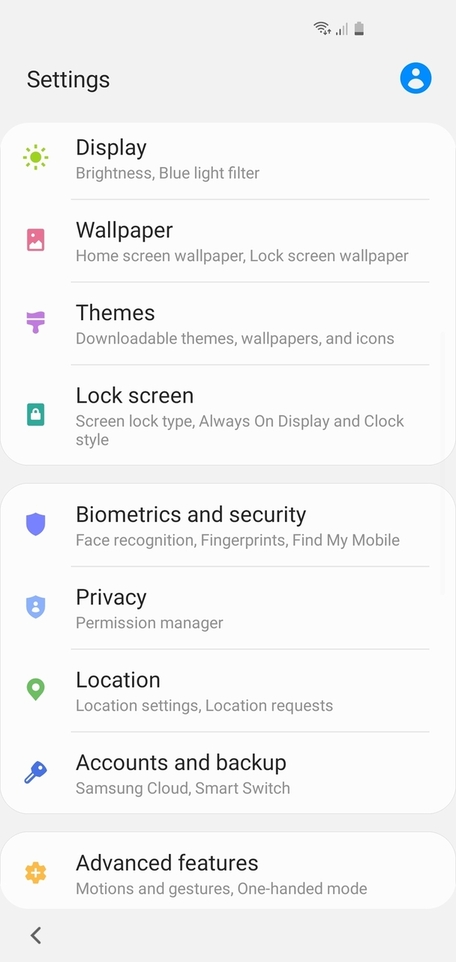 Settings
Display
Brightness, Blue light filter
Wallpaper
Home screen wallpaper, Lock screen wallpaper
Themes
Downloadable themes, wallpapers, and icons
Lock screen
Screen lock type, Always On Display and Clock
style
Biometrics and security
Face recognition, Fingerprints, Find My Mobile
Privacy
Permission manager
Location
Location settings, Location requests
Accounts and backup
Samsung Cloud, Smart Switch
Advanced features
Motions and gestures, One-handed mode